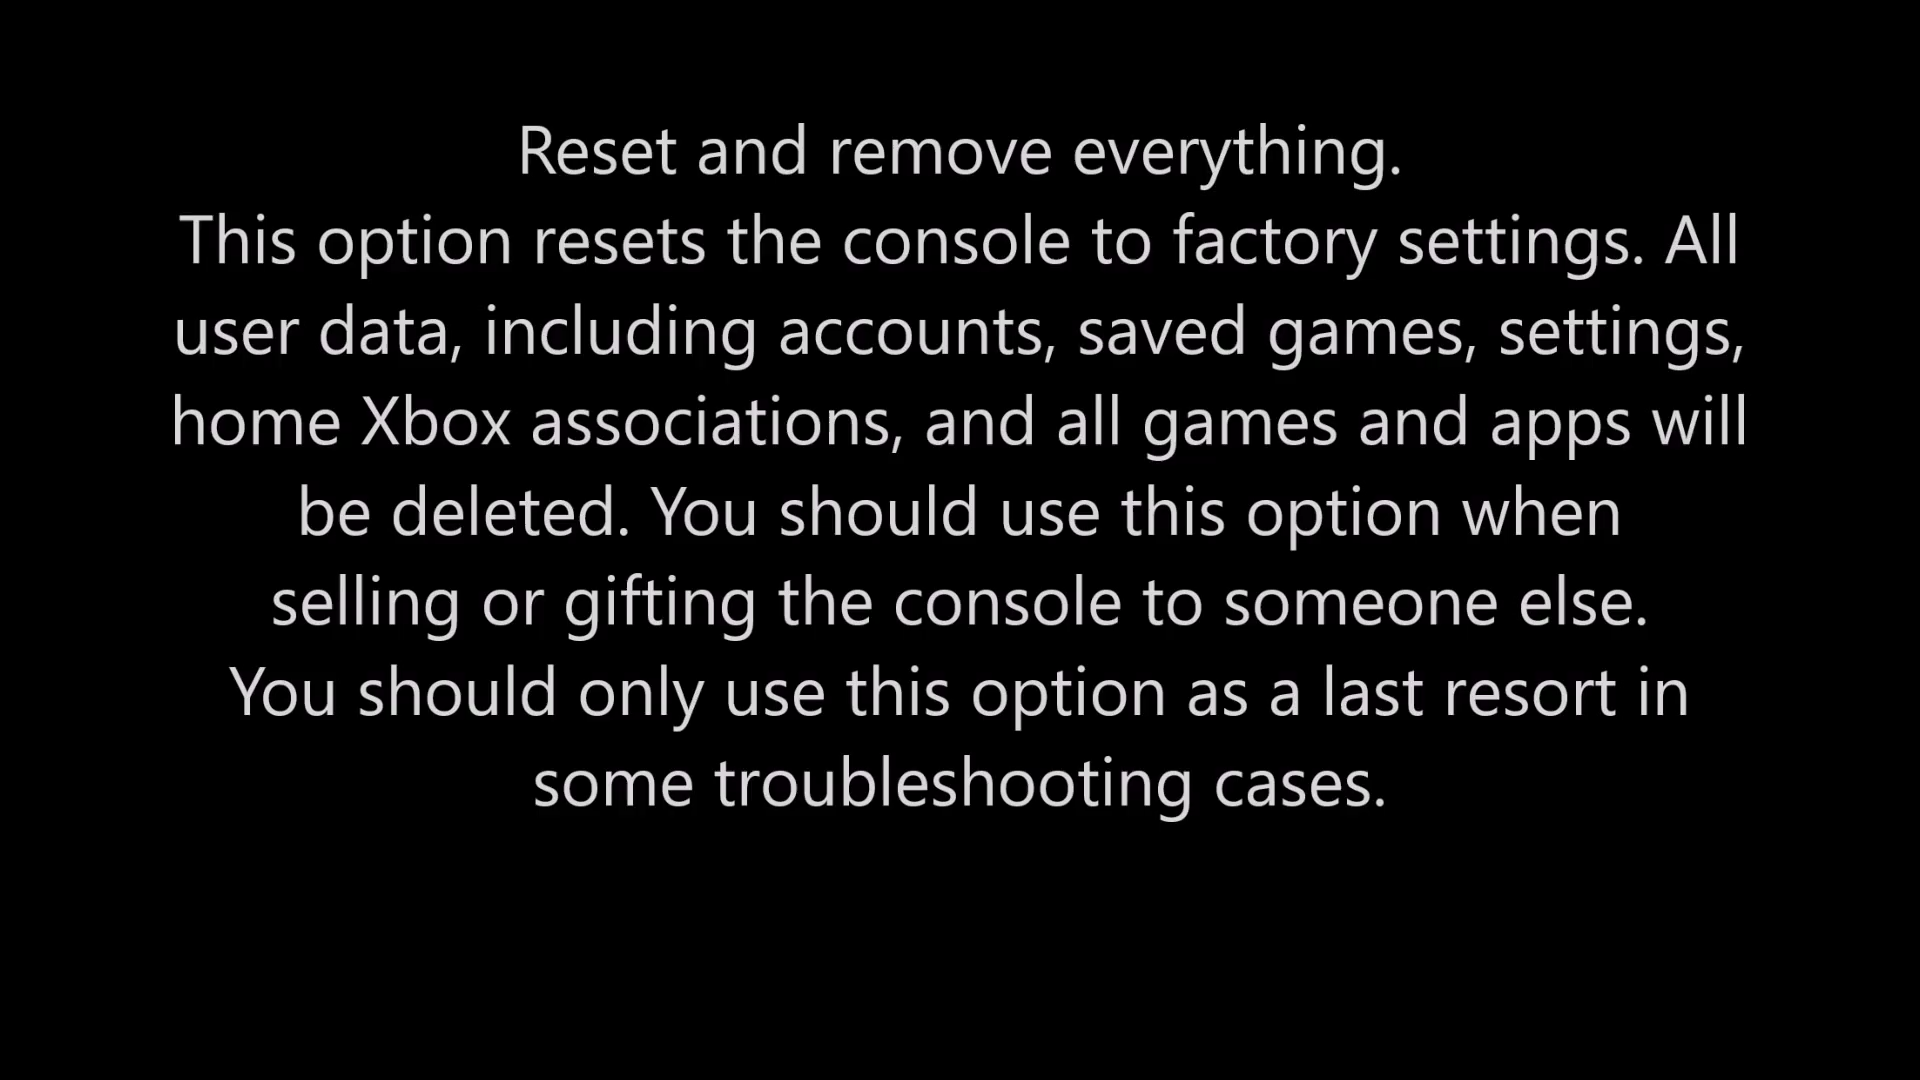 Reset and remove everything.
This option resets the console to factory settings. All
user data, including accounts, saved games, settings,
home Xbox associations, and all games and apps will
be deleted. You should use this option when
selling or gifting the console to someone else.
You should only use this option as a last resort in
some troubleshooting cases.